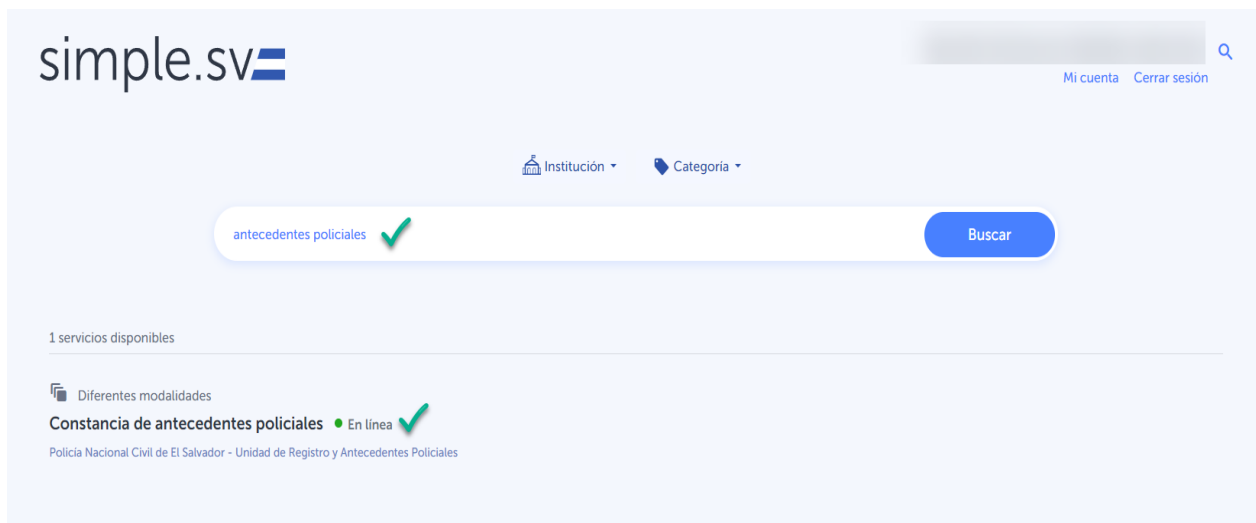 simple.sv
Mi cuenta Cerrar sesión
Institución Categoría
antecedentes policiales Buscar
1 servicios disponibles
Diferentes modalidades
Constancia de antecedentes policiales En línea
Policía Nacional Civil de El Salvador - Unidad de Registro y Antecedentes Policiales